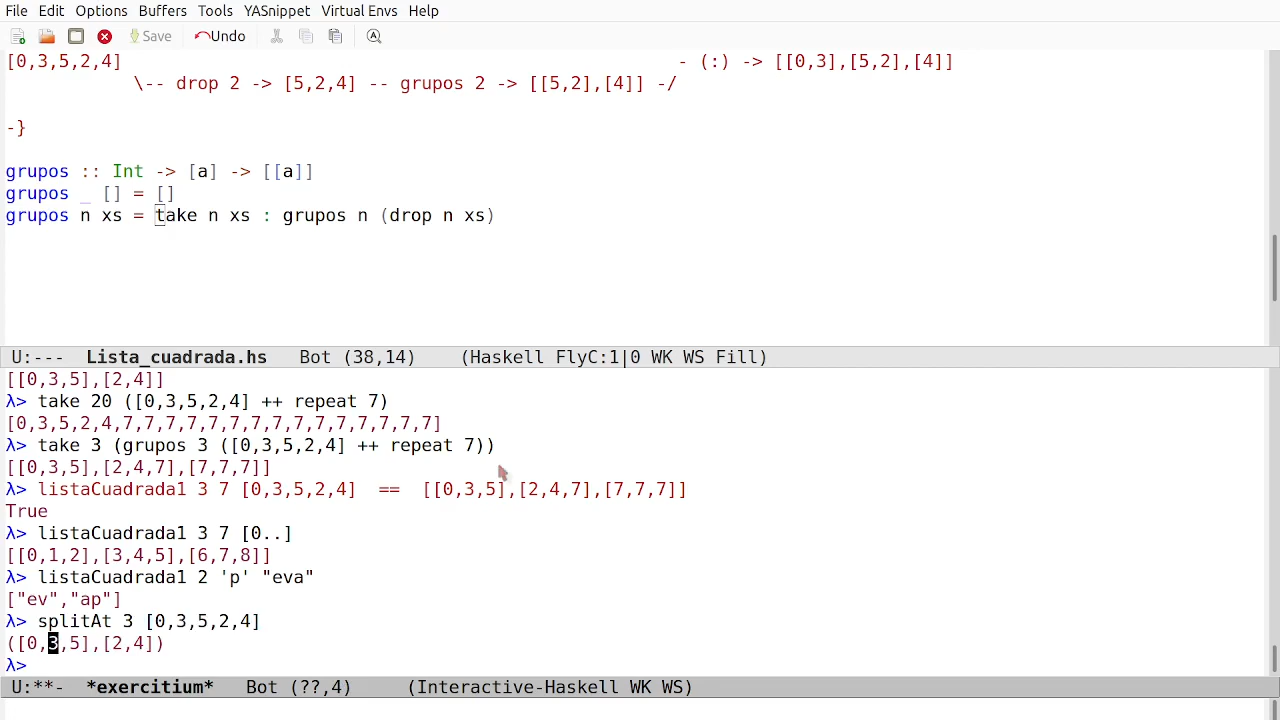 File Edit Options Buffers Tools YASnippet Virtual Envs Help
Save Undo
[0,3,5,2,4] - (:) -> [[0,3],[5,2],[4]]
\-- drop 2 -> [5,2,4] -- grupos 2 -> [[5,2],[4]] -/
-}
grupos :: Int -> [a] -> [[a]]
grupos _ [] = []
grupos n xs = take n xs : grupos n (drop n xs)
U:--- Lista_cuadrada.hs Bot (38,14) (Haskell FlyC:1|0 WK WS Fill)
[[0,3,5],[2,4]]
λ> take 20 ([0,3,5,2,4] ++ repeat 7)
[0,3,5,2,4,7,7,7,7,7,7,7,7,7,7,7,7,7,7,7]
λ> take 3 (grupos 3 ([0,3,5,2,4] ++ repeat 7))
[[0,3,5],[2,4,7],[7,7,7]]
λ> listaCuadrada1 3 7 [0,3,5,2,4] == [[0,3,5],[2,4,7],[7,7,7]]
True
λ> listaCuadrada1 3 7 [0..]
[[0,1,2],[3,4,5],[6,7,8]]
λ> listaCuadrada1 2 'p' "eva"
["ev","ap"]
λ> splitAt 3 [0,3,5,2,4]
([0,3,5],[2,4])
λ>
U:**- *exercitium* Bot (??,4) (Interactive-Haskell WK WS)